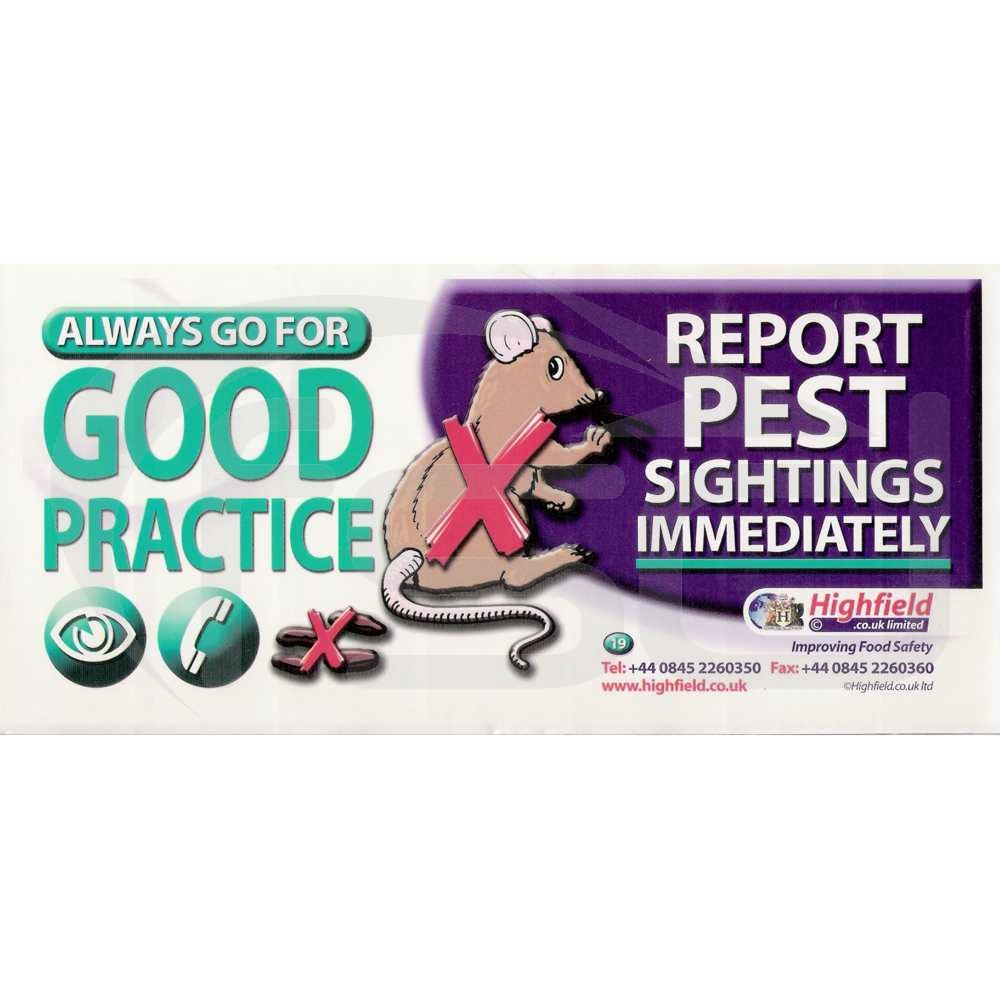 ALWAYS GO FOR
GOOD
PRACTICE
REPORT
PEST
SIGHTINGS
IMMEDIATELY
H
Highfield
© .co.uk limited
19
Improving Food Safety
Tel: +44 0845 2260350 Fax: +44 0845 2260360
www.highfield.co.uk ©Highfield.co.uk ltd